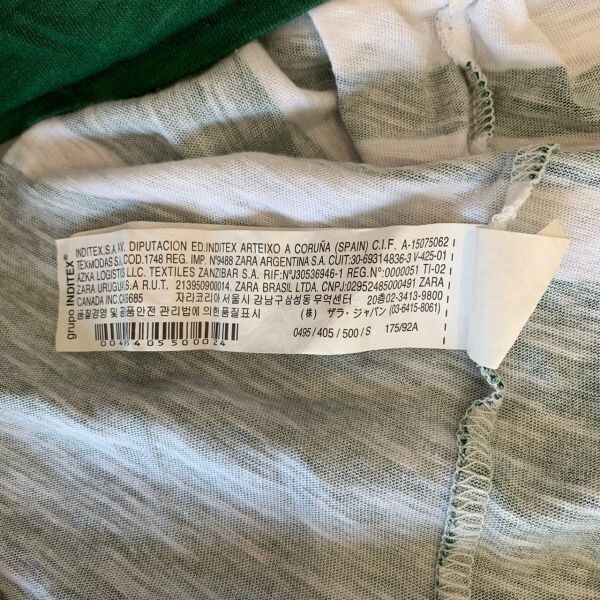 grupo INDITEX
INDITEX,S.A AV. DIPUTACION ED.INDITEX ARTEIXO A CORUÑA (SPAIN) C.I.F. A-15075062
TEXMODAS S.A. COD.1748 REG. IMP. Nº9488 ZARA ARGENTINA S.A. CUIT:30-69314836-3 V-425-01
AZKA LOGISTIIS LLC. TEXTILES ZANZIBAR S.A. RIF:NºJ30536946-1 REG.Nº:0000051 TI-02
ZARA URUGUAY S.A R.U.T. 213950900014, ZARA BRASIL LTDA. CNPJ:02952485000491 ZARA
CANADA INC.CA 6685 자라코리아 서울시 강남구 삼성동 무역센터 20층 02-3413-9800
품질경영 및 공품안전 관리법에 의한품질표시 (株) ザラ・ジャパン (03-6415-8061)
0495/405/500/S 175/92A
00495405500024